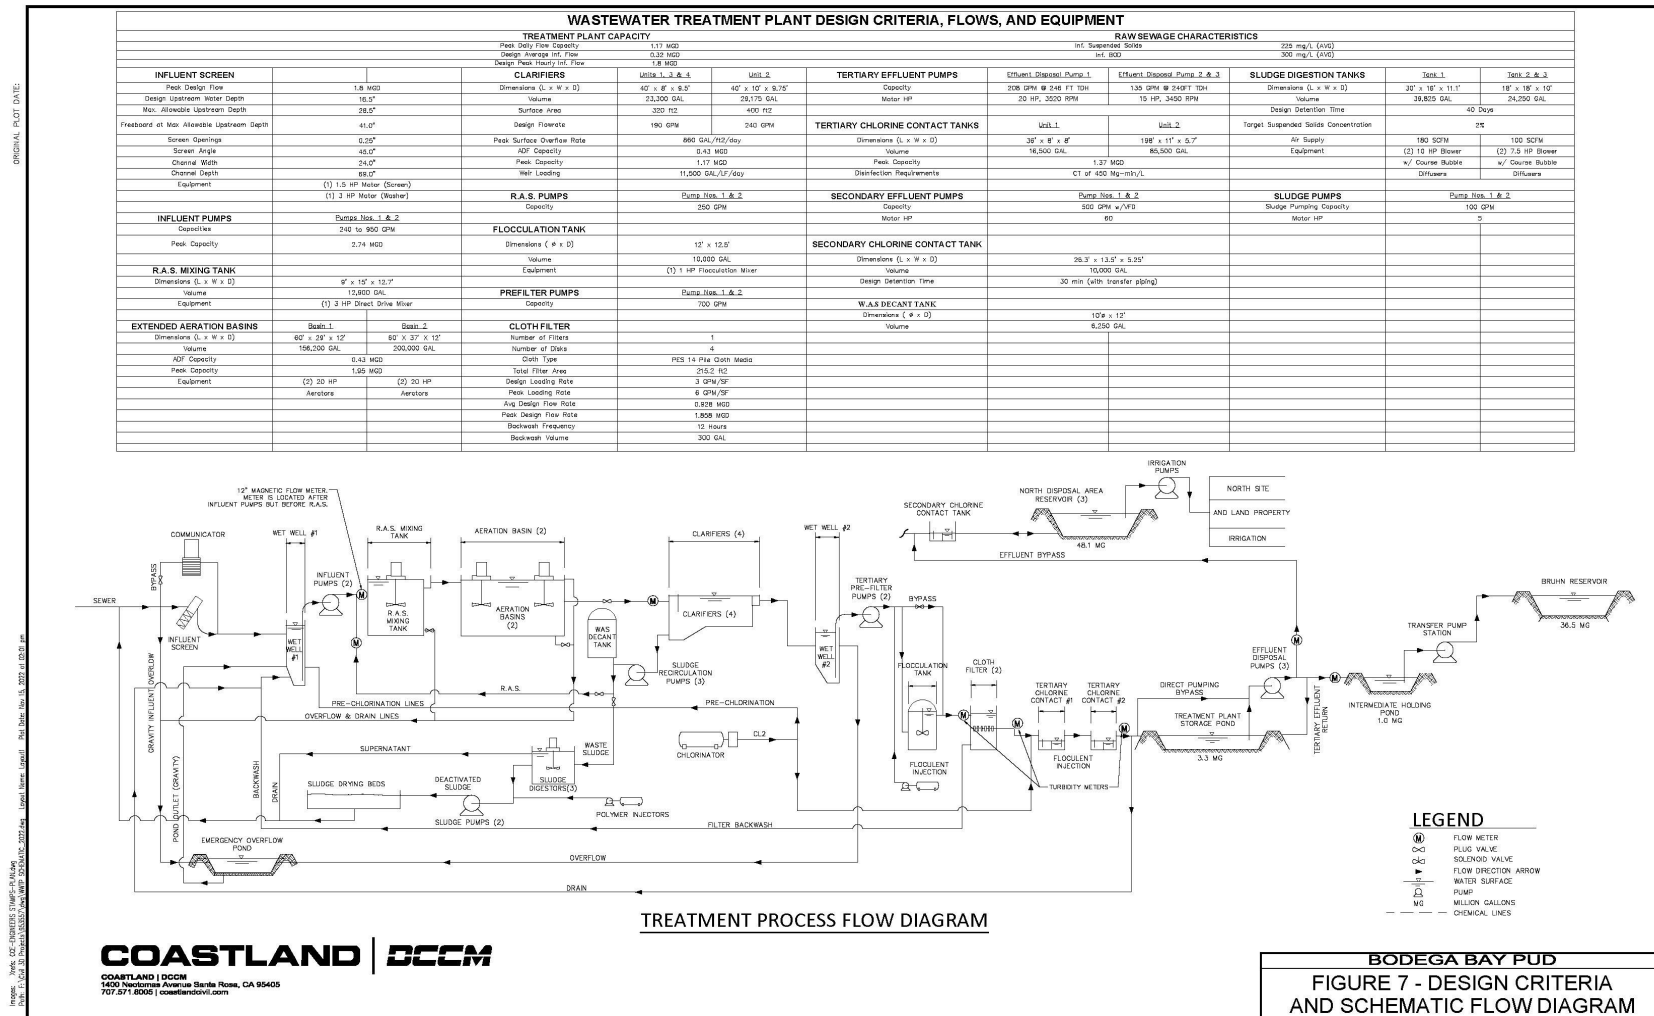 ORIGINAL PLOT DATE:
WASTEWATER TREATMENT PLANT DESIGN CRITERIA, FLOWS, AND EQUIPMENT
TREATMENT PLANT CAPACITY RAW SEWAGE CHARACTERISTICS
Peak Daily Flow Capacity 1.17 MGD Inf. Suspended Solids 225 mg/L (AVG)
Design Average Inf. Flow 0.32 MGD Inf. BOD 300 mg/L (AVG)
Design Peak Hourly Inf. Flow 1.8 MGD
INFLUENT SCREEN CLARIFIERS Units 1, 3 & 4 Unit 2 TERTIARY EFFLUENT PUMPS Effluent Disposal Pump 1 Effluent Disposal Pump 2 & 3 SLUDGE DIGESTION TANKS Tank 1 Tank 2 & 3
Peak Design Flow 1.8 MGD Dimensions (L x W x D) 40' x 8' x 9.5' 40' x 10' x 9.75' Capacity 208 GPM @ 246 FT TDH 135 GPM @ 240FT TDH Dimensions (L x W x D) 30' x 16' x 11.1' 18' x 18' x 10'
Design Upstream Water Depth 16.5" Volume 23,300 GAL 29,175 GAL Motor HP 20 HP, 3520 RPM 15 HP, 3450 RPM Volume 39,825 GAL 24,250 GAL
Max. Allowable Upstream Depth 28.5" Surface Area 320 ft2 400 ft2 Design Detention Time 40 Days
Freeboard at Max Allowable Upstream Depth 41.0" Design Flowrate 190 GPM 240 GPM TERTIARY CHLORINE CONTACT TANKS Unit 1 Unit 2 Target Suspended Solids Concentration 2%
Screen Openings 0.25" Peak Surface Overflow Rate 860 GAL/ft2/day Dimensions (L x W x D) 36' x 8' x 8' 198' x 11' x 5.7' Air Supply 180 SCFM 100 SCFM
Screen Angle 45.0° ADF Capacity 0.43 MGD Volume 16,500 GAL 85,500 GAL Equipment (2) 10 HP Blower (2) 7.5 HP Blower
Channel Width 24.0" Peak Capacity 1.17 MGD Peak Capacity 1.37 MGD w/ Course Bubble w/ Course Bubble
Channel Depth 69.0" Weir Loading 11,500 GAL/LF/day Disinfection Requirements CT of 450 Mg-min/L Diffusers Diffusers
Equipment (1) 1.5 HP Motor (Screen)
(1) 3 HP Motor (Washer) R.A.S. PUMPS Pump Nos. 1 & 2 SECONDARY EFFLUENT PUMPS Pump Nos. 1 & 2 SLUDGE PUMPS Pump Nos. 1 & 2
Capacity 250 GPM Capacity 500 GPM w/VFD Sludge Pumping Capacity 100 GPM
INFLUENT PUMPS Pumps Nos. 1 & 2 Motor HP 60 Motor HP 5
Capacities 240 to 950 GPM FLOCCULATION TANK
Peak Capacity 2.74 MGD Dimensions ( ø x D) 12' x 12.5' SECONDARY CHLORINE CONTACT TANK
Volume 10,000 GAL Dimensions (L x W x D) 26.3' x 13.5' x 5.25'
R.A.S. MIXING TANK Equipment (1) 1 HP Flocculation Mixer Volume 10,000 GAL
Dimensions (L x W x D) 9' x 15' x 12.7' Design Detention Time 30 min (with transfer piping)
Volume 12,900 GAL PREFILTER PUMPS Pump Nos. 1 & 2
Equipment (1) 3 HP Direct Drive Mixer Capacity 700 GPM W.A.S DECANT TANK
Dimensions ( ø x D) 10'ø x 12'
EXTENDED AERATION BASINS Basin 1 Basin 2 CLOTH FILTER Volume 6,250 GAL
Dimensions (L x W x D) 60' x 29' x 12' 60' X 37' X 12' Number of Filters 1
Volume 156,200 GAL 200,000 GAL Number of Disks 4
ADF Capacity 0.43 MGD Cloth Type PES 14 Pile Cloth Media
Peak Capacity 1.95 MGD Total Filter Area 215.2 ft2
Equipment (2) 20 HP (2) 20 HP Design Loading Rate 3 GPM/SF
Aerators Aerators Peak Loading Rate 6 GPM/SF
Avg Design Flow Rate 0.928 MGD
Peak Design Flow Rate 1.858 MGD
Backwash Frequency 12 Hours
Backwash Volume 300 GAL
12" MAGNETIC FLOW METER.
METER IS LOCATED AFTER
INFLUENT PUMPS BUT BEFORE R.A.S.
COMMUNICATOR
WET WELL #1
R.A.S. MIXING
TANK
AERATION BASIN (2)
CLARIFIERS (4)
WET WELL #2
SECONDARY CHLORINE
CONTACT TANK
NORTH DISPOSAL AREA
RESERVOIR (3)
48.1 MG
IRRIGATION
PUMPS
NORTH SITE
AND LAND PROPERTY
IRRIGATION
EFFLUENT BYPASS
BYPASS
SEWER
INFLUENT
SCREEN
INFLUENT
PUMPS (2)
M
WET
WELL
#1
R.A.S.
MIXING
TANK
AERATION
BASINS
(2)
WAS
DECANT
TANK
M
CLARIFIERS (4)
M
SLUDGE
RECIRCULATION
PUMPS (3)
WET
WELL
#2
TERTIARY
PRE-FILTER
PUMPS (2)
BYPASS
FLOCCULATION
TANK
CLOTH
FILTER (2)
M
M
TERTIARY
CHLORINE
CONTACT #1
TERTIARY
CHLORINE
CONTACT #2
M
DIRECT PUMPING
BYPASS
TREATMENT PLANT
STORAGE POND
3.3 MG
EFFLUENT
DISPOSAL
PUMPS (3)
M
M
TERTIARY EFFLUENT
RETURN
INTERMEDIATE HOLDING
POND
1.0 MG
TRANSFER PUMP
STATION
BRUHN RESERVOIR
36.5 MG
R.A.S.
PRE-CHLORINATION LINES
PRE-CHLORINATION
OVERFLOW & DRAIN LINES
GRAVITY INFLUENT OVERFLOW
SUPERNATANT
WASTE
SLUDGE
CHLORINATOR
CL2
FLOCULENT
INJECTION
FLOCULENT
INJECTION
TURBIDITY METERS
POND OUTLET (GRAVITY)
BACKWASH
DRAIN
SLUDGE DRYING BEDS
DEACTIVATED
SLUDGE
SLUDGE
DIGESTORS(3)
SLUDGE PUMPS (2)
POLYMER INJECTORS
FILTER BACKWASH
EMERGENCY OVERFLOW
POND
OVERFLOW
DRAIN
LEGEND
M FLOW METER
PLUG VALVE
SOLENOID VALVE
FLOW DIRECTION ARROW
WATER SURFACE
PUMP
MG MILLION GALLONS
CHEMICAL LINES
TREATMENT PROCESS FLOW DIAGRAM
COASTLAND | DCCM
COASTLAND | DCCM
1400 Neotomas Avenue Santa Rosa, CA 95405
707.571.8005 | coastlandcivil.com
BODEGA BAY PUD
FIGURE 7 - DESIGN CRITERIA
AND SCHEMATIC FLOW DIAGRAM